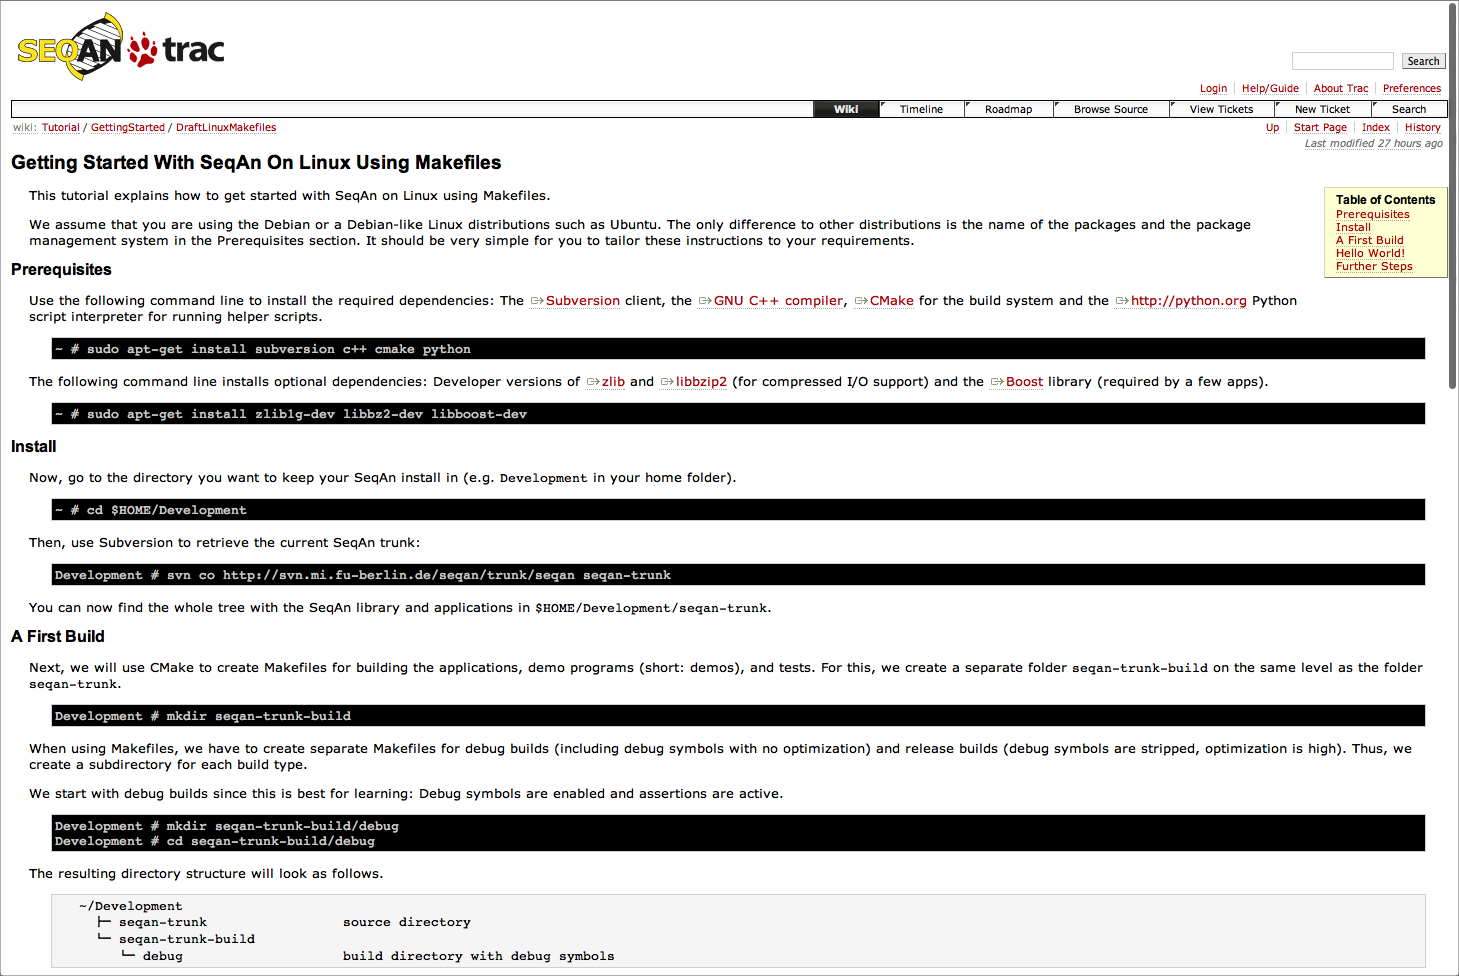 SEQAN trac
Search
Login Help/Guide About Trac Preferences
Wiki Timeline Roadmap Browse Source View Tickets New Ticket Search
wiki: Tutorial / GettingStarted / DraftLinuxMakefiles
Up Start Page Index History
Last modified 27 hours ago
Getting Started With SeqAn On Linux Using Makefiles
This tutorial explains how to get started with SeqAn on Linux using Makefiles.
We assume that you are using the Debian or a Debian-like Linux distributions such as Ubuntu. The only difference to other distributions is the name of the packages and the package
management system in the Prerequisites section. It should be very simple for you to tailor these instructions to your requirements.
Table of Contents
Prerequisites
Install
A First Build
Hello World!
Further Steps
Prerequisites
Use the following command line to install the required dependencies: The Subversion client, the GNU C++ compiler, CMake for the build system and the http://python.org Python
script interpreter for running helper scripts.
~ # sudo apt-get install subversion c++ cmake python
The following command line installs optional dependencies: Developer versions of zlib and libbzip2 (for compressed I/O support) and the Boost library (required by a few apps).
~ # sudo apt-get install zlib1g-dev libbz2-dev libboost-dev
Install
Now, go to the directory you want to keep your SeqAn install in (e.g. Development in your home folder).
~ # cd $HOME/Development
Then, use Subversion to retrieve the current SeqAn trunk:
Development # svn co http://svn.mi.fu-berlin.de/seqan/trunk/seqan seqan-trunk
You can now find the whole tree with the SeqAn library and applications in $HOME/Development/seqan-trunk.
A First Build
Next, we will use CMake to create Makefiles for building the applications, demo programs (short: demos), and tests. For this, we create a separate folder seqan-trunk-build on the same level as the folder
seqan-trunk.
Development # mkdir seqan-trunk-build
When using Makefiles, we have to create separate Makefiles for debug builds (including debug symbols with no optimization) and release builds (debug symbols are stripped, optimization is high). Thus, we
create a subdirectory for each build type.
We start with debug builds since this is best for learning: Debug symbols are enabled and assertions are active.
Development # mkdir seqan-trunk-build/debug
Development # cd seqan-trunk-build/debug
The resulting directory structure will look as follows.
~/Development
├─ seqan-trunk source directory
└─ seqan-trunk-build
└─ debug build directory with debug symbols